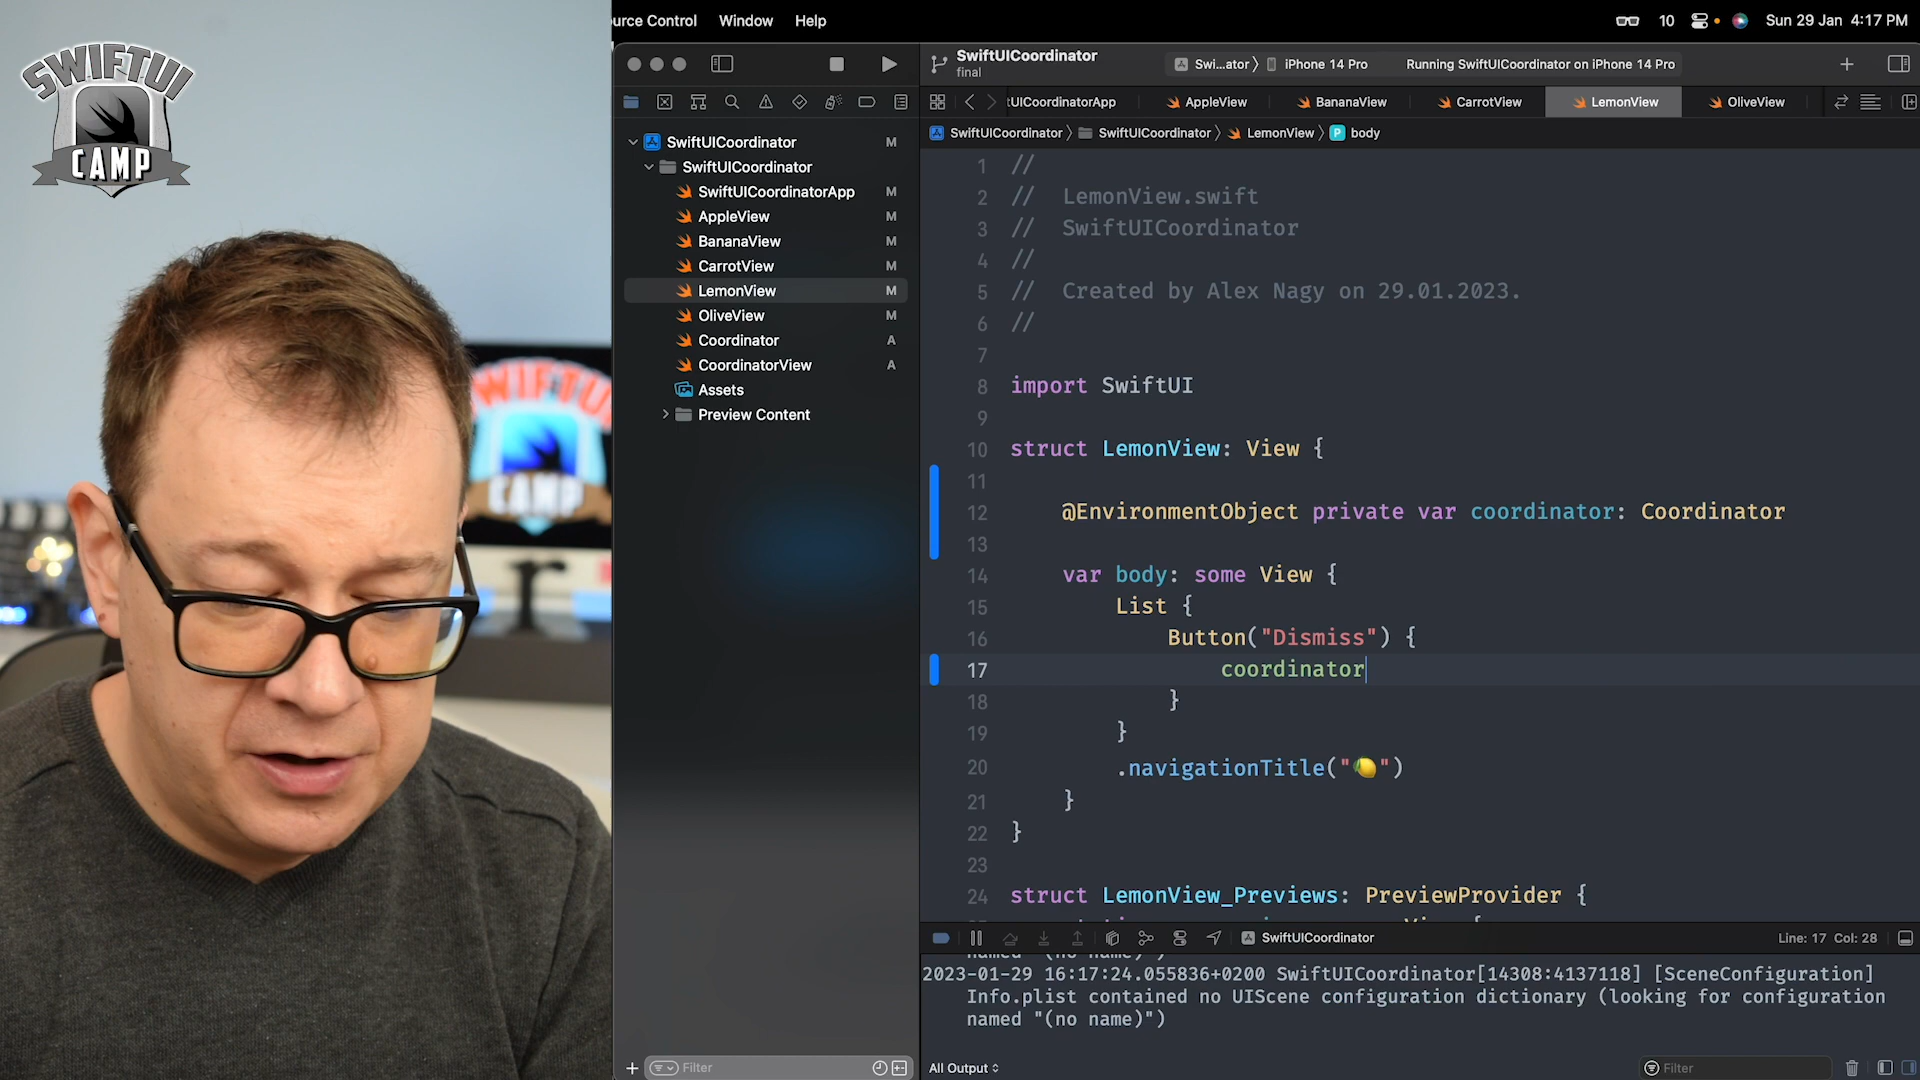 SWIFTUI
CAMP
SWIFTU
CAMP
urce Control Window Help
10 Sun 29 Jan 4:17 PM
SwiftUICoordinator
final
Swi...ator iPhone 14 Pro Running SwiftUICoordinator on iPhone 14 Pro
UICoordinatorApp AppleView BananaView CarrotView LemonView OliveView
SwiftUICoordinator SwiftUICoordinator LemonView P body
SwiftUICoordinator M
SwiftUICoordinator
SwiftUICoordinatorApp M
AppleView M
BananaView M
CarrotView M
LemonView M
OliveView M
Coordinator A
CoordinatorView A
Assets
Preview Content
Filter
1 //
2 // LemonView.swift
3 // SwiftUICoordinator
4 //
5 // Created by Alex Nagy on 29.01.2023.
6 //
7
8 import SwiftUI
9
10 struct LemonView: View {
11
12 @EnvironmentObject private var coordinator: Coordinator
13
14 var body: some View {
15 List {
16 Button("Dismiss") {
17 coordinator
18 }
19 }
20 .navigationTitle("🍋")
21 }
22 }
23
24 struct LemonView_Previews: PreviewProvider {
SwiftUICoordinator Line: 17 Col: 28
named "(no name)")
2023-01-29 16:17:24.055836+0200 SwiftUICoordinator[14308:4137118] [SceneConfiguration]
Info.plist contained no UIScene configuration dictionary (looking for configuration
named "(no name)")
All Output Filter